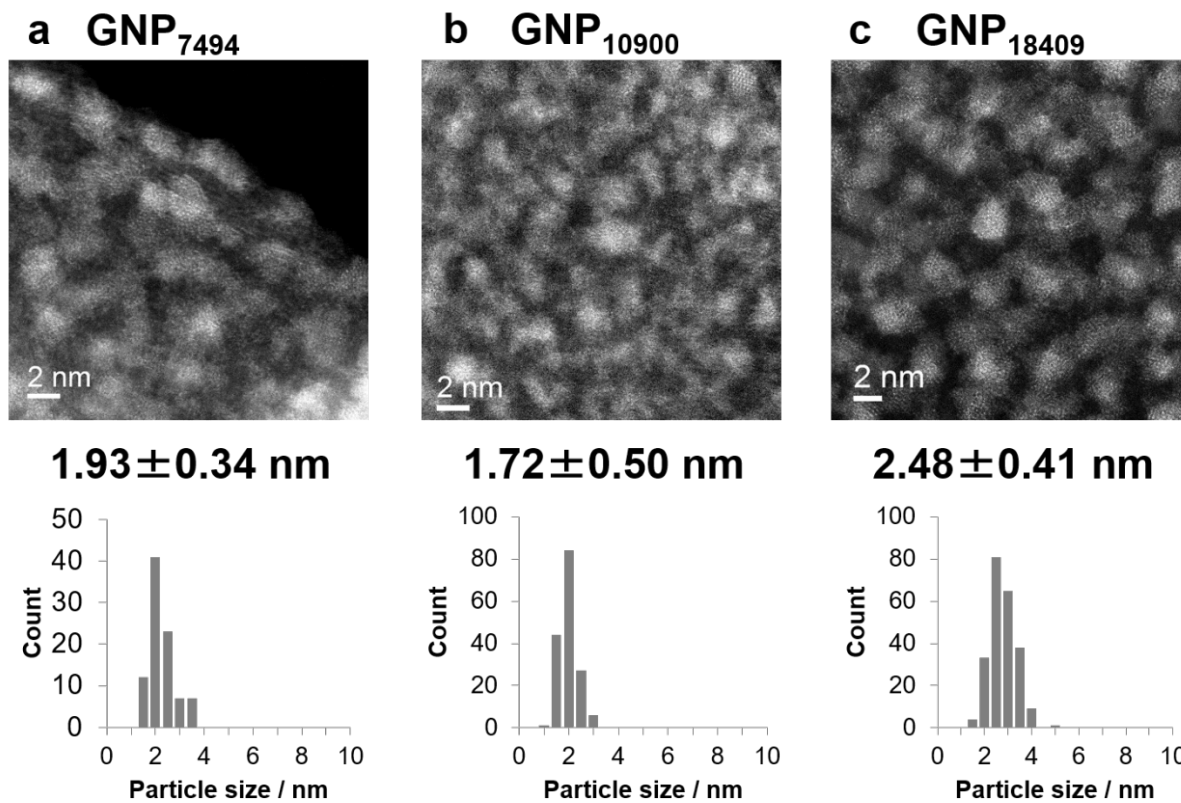 a GNP7494
b GNP10900
c GNP18409
2 nm
2 nm
2 nm
1.93±0.34 nm
1.72±0.50 nm
2.48±0.41 nm
50
40
30
20
10
0
Count
0 2 4 6 8 10
Particle size / nm
100
80
60
40
20
0
Count
0 2 4 6 8 10
Particle size / nm
100
80
60
40
20
0
Count
0 2 4 6 8 10
Particle size / nm